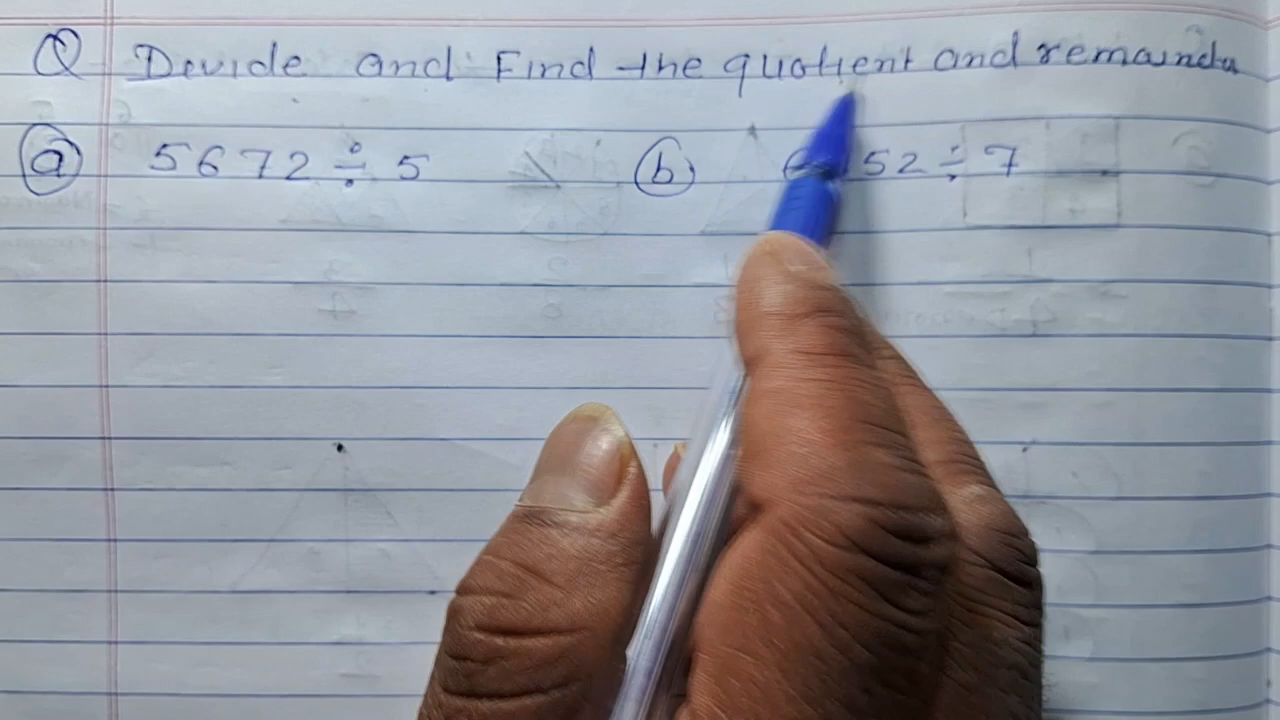 Q Devide and Find the quotient and remainder
(a) 5672 ÷ 5 (b) 52 ÷ 7